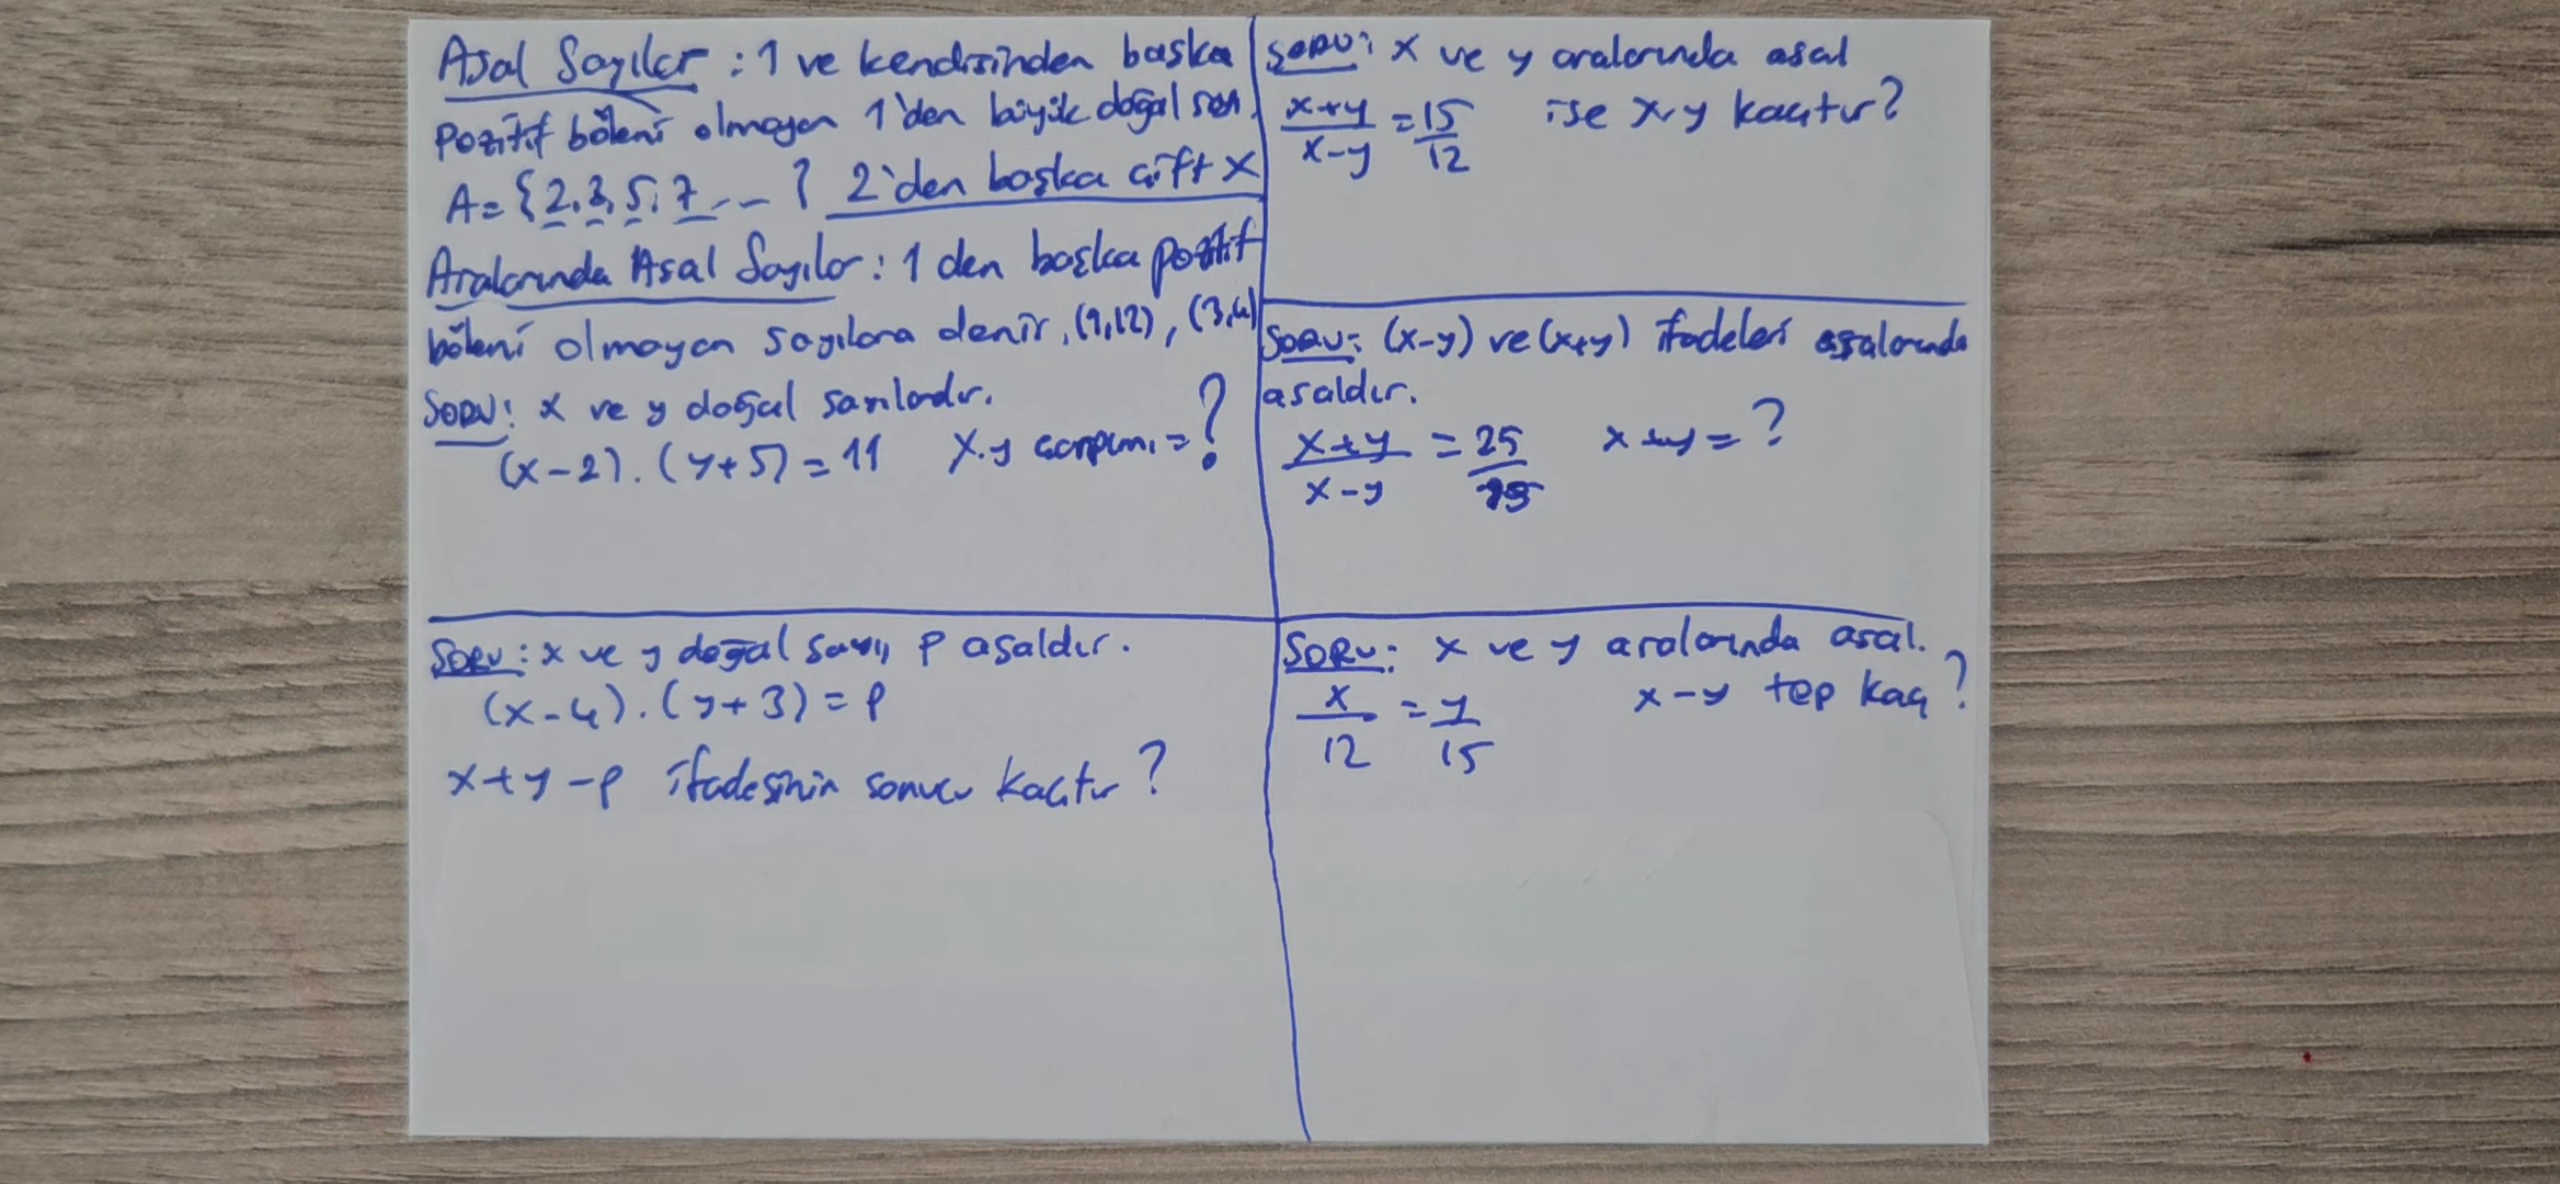 Asal Sayılar : 1 ve kendisinden başka
pozitif böleni olmayan 1'den büyük doğal sayı.
A = {2, 3, 5, 7 ... } 2'den başka çift X
Aralarında Asal Sayılar : 1 den başka pozitif
böleni olmayan sayılara denir, (9,12), (3,4)
SORU: x ve y doğal sayılardır.
(x-2).(y+5)=11 x.y çarpımı = ?
SORU: x ve y doğal sayı, p asaldır.
(x-4).(y+3)=p
x+y-p ifadesinin sonucu kaçtır?
SORU: x ve y aralarında asal
x+y/x-y = 15/12 ise x.y kaçtır?
SORU: (x-y) ve (x+y) ifadeleri aralarında
asaldır.
x+y/x-y = 25/ = ?
SORU: x ve y aralarında asal.
x/12 = y/15 x-y kaç?